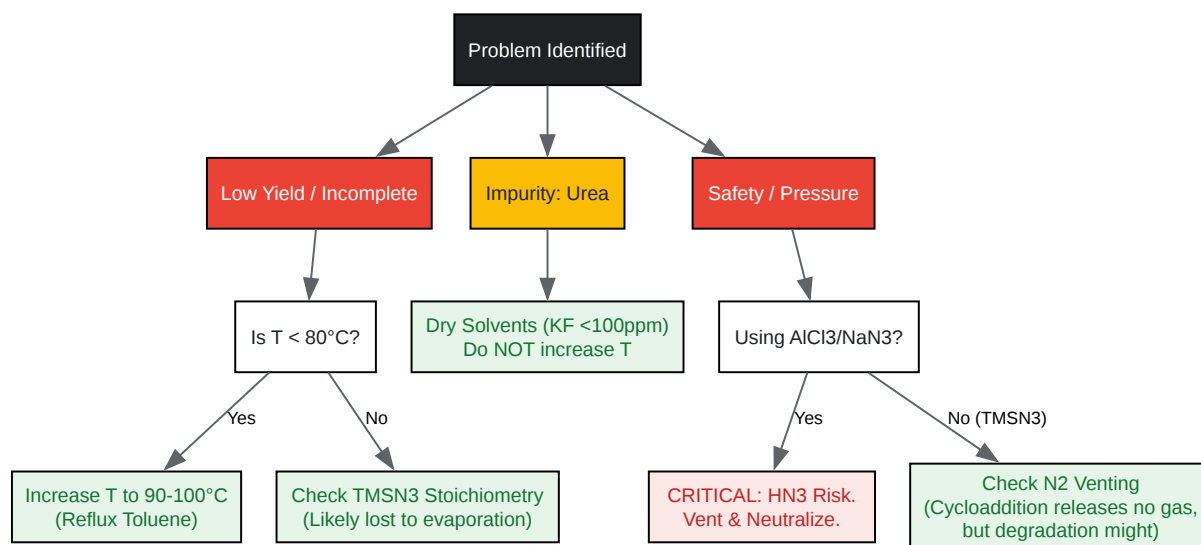 Problem Identified
Low Yield / Incomplete
Impurity: Urea
Safety / Pressure
Is T < 80°C?
Dry Solvents (KF <100ppm)
Do NOT increase T
Using AlCl3/NaN3?
Yes
No
Yes
No (TMSN3)
Increase T to 90-100°C
(Reflux Toluene)
Check TMSN3 Stoichiometry
(Likely lost to evaporation)
CRITICAL: HN3 Risk.
Vent & Neutralize.
Check N2 Venting
(Cycloaddition releases no gas,
but degradation might)